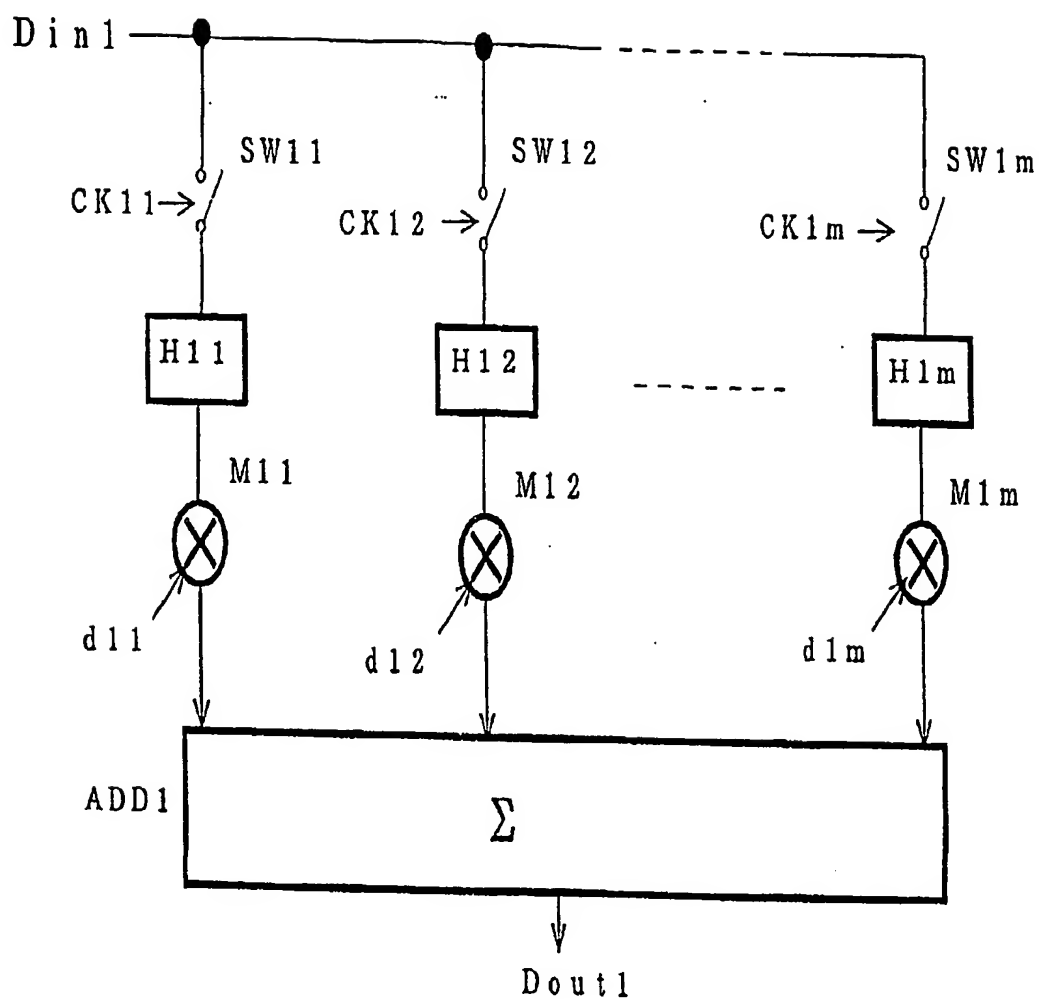 Din1
SW11
SW12
SW1m
CK11
CK12
CK1m
H11
H12
H1m
M11
M12
M1m
d11
d12
d1m
ADD1
Σ
Dout1